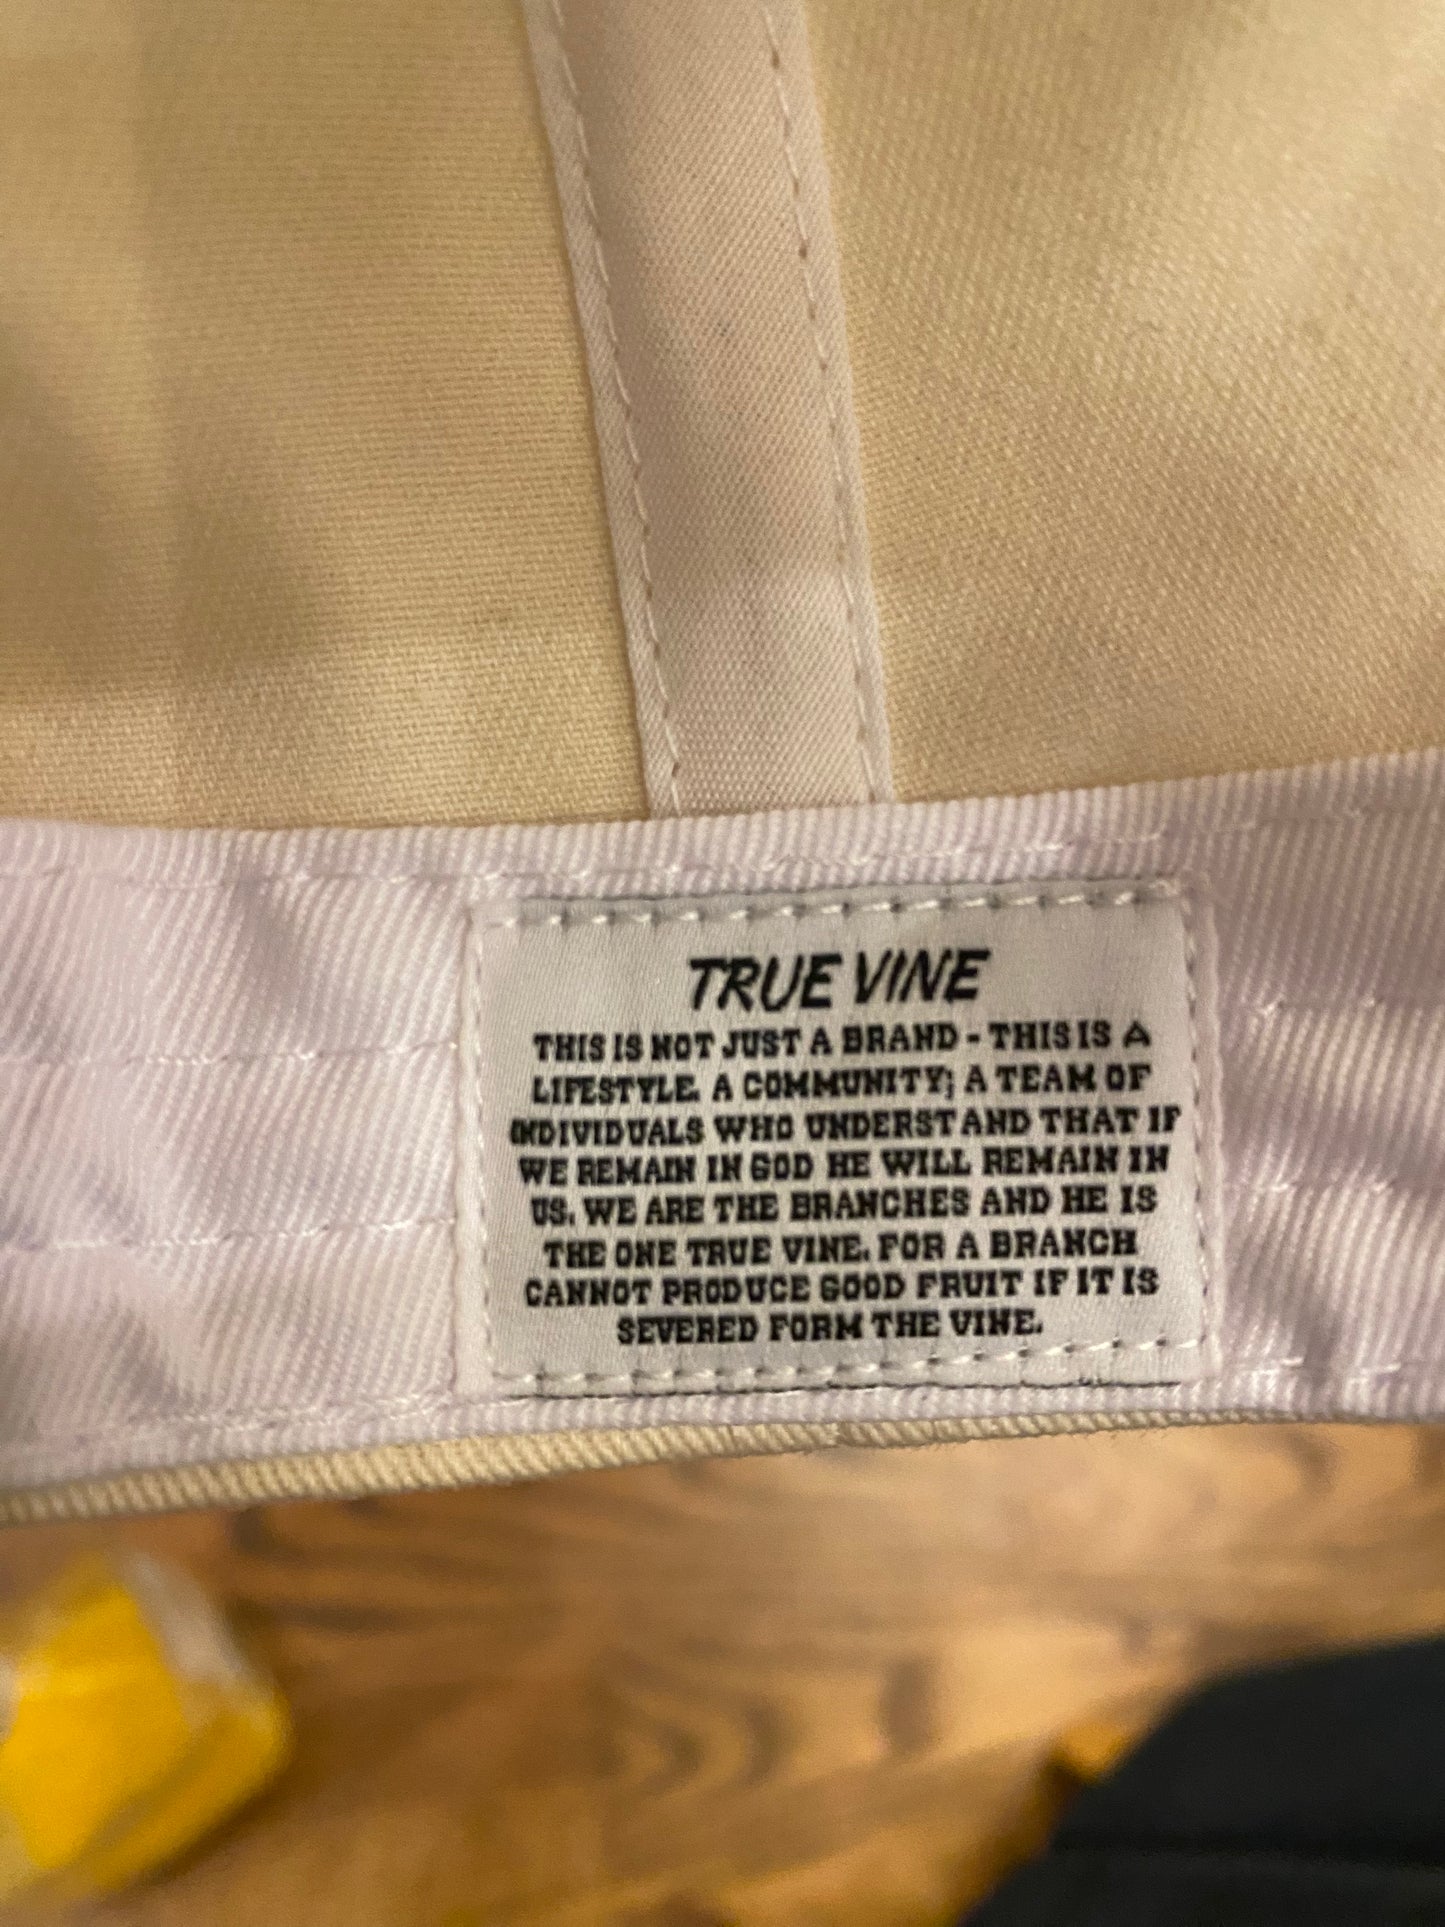 TRUE VINE
THIS IS NOT JUST A BRAND - THIS IS A
LIFESTYLE. A COMMUNITY; A TEAM OF
INDIVIDUALS WHO UNDERSTAND THAT IF
WE REMAIN IN GOD HE WILL REMAIN IN
US. WE ARE THE BRANCHES AND HE IS
THE ONE TRUE VINE. FOR A BRANCH
CANNOT PRODUCE GOOD FRUIT IF IT IS
SEVERED FORM THE VINE.